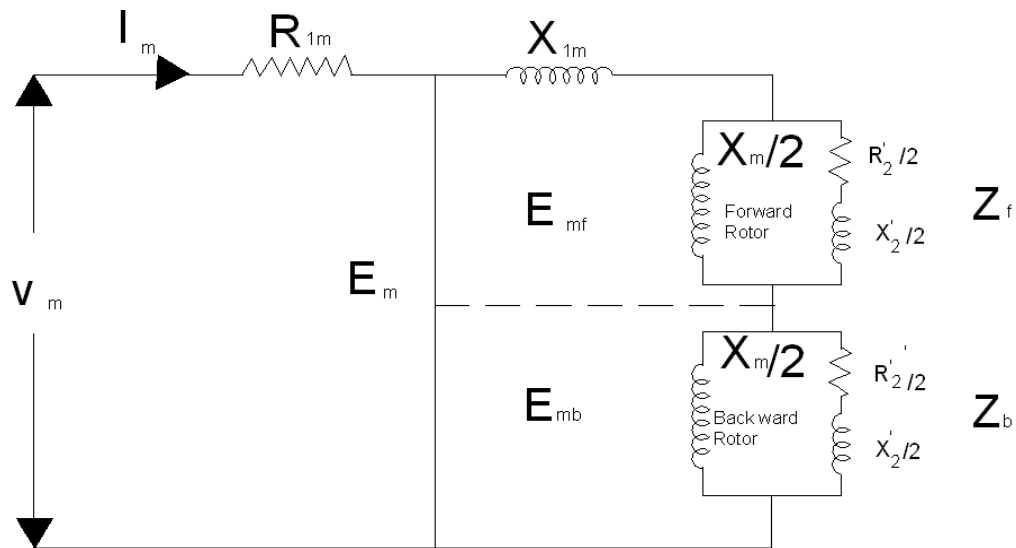 I m
R 1m
X 1m
X m/2
R'2/2
Forward
Rotor
X'2/2
Z f
E mf
E m
v m
X m/2
R'2'/2
Backward
Rotor
X'2/2
Z b
E mb